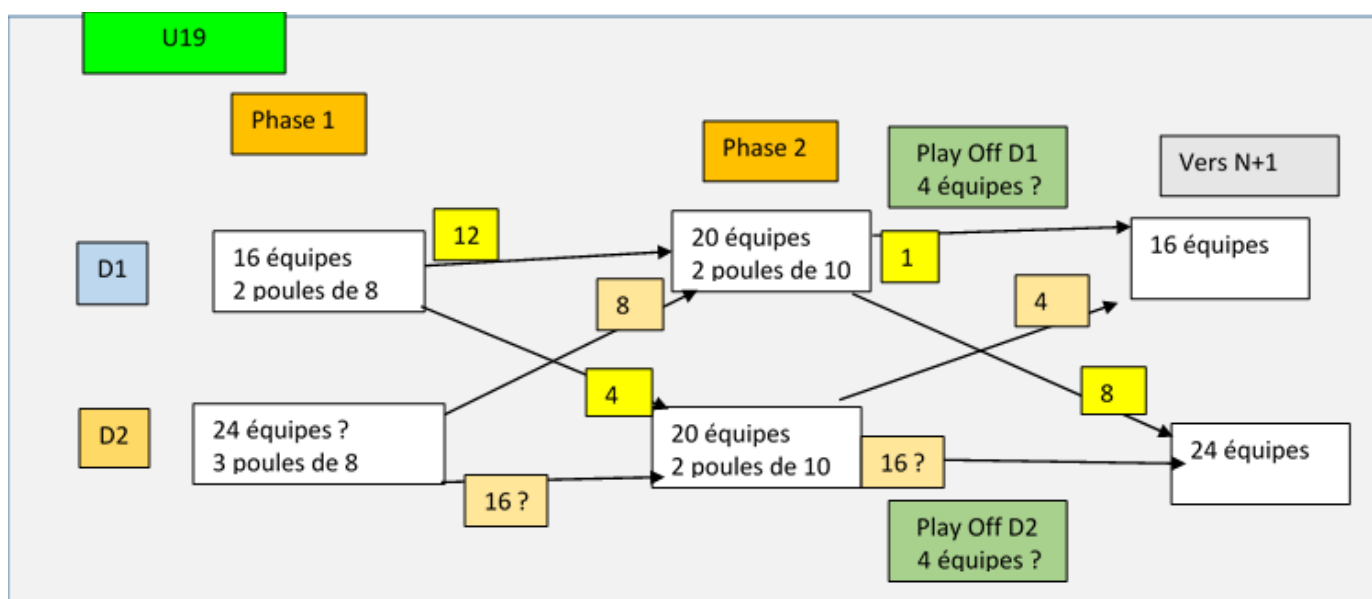 U19
Phase 1
Phase 2
Play Off D1
4 équipes ?
Vers N+1
D1
16 équipes
2 poules de 8
12
20 équipes
2 poules de 10
1
16 équipes
8
4
4
8
D2
24 équipes ?
3 poules de 8
16 ?
20 équipes
2 poules de 10
16 ?
24 équipes
Play Off D2
4 équipes ?